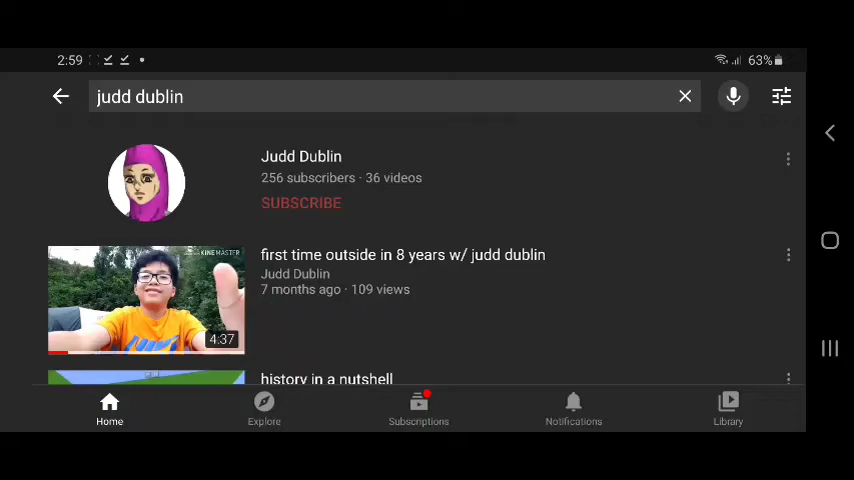 2:59
63%
judd dublin
Judd Dublin
256 subscribers · 36 videos
SUBSCRIBE
KINEMASTER
4:37
first time outside in 8 years w/ judd dublin
Judd Dublin
7 months ago · 109 views
history in a nutshell
Home
Explore
Subscriptions
Notifications
Library